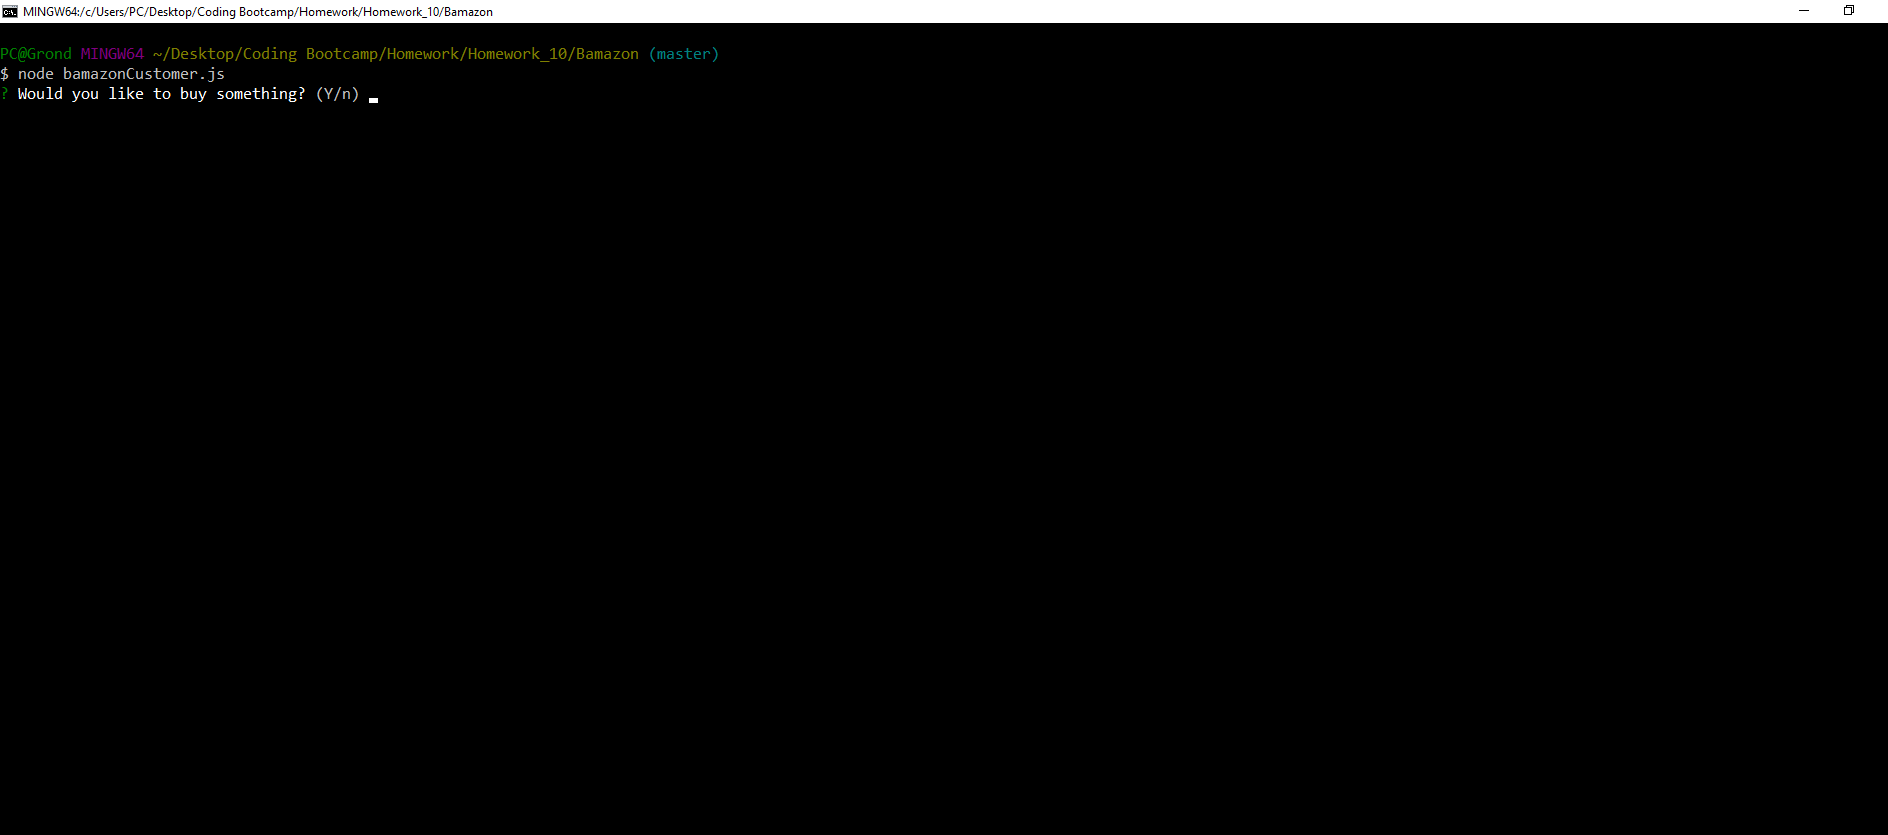 MINGW64:/c/Users/PC/Desktop/Coding Bootcamp/Homework/Homework_10/Bamazon
PC@Grond MINGW64 ~/Desktop/Coding Bootcamp/Homework/Homework_10/Bamazon (master)
$ node bamazonCustomer.js
? Would you like to buy something? (Y/n)